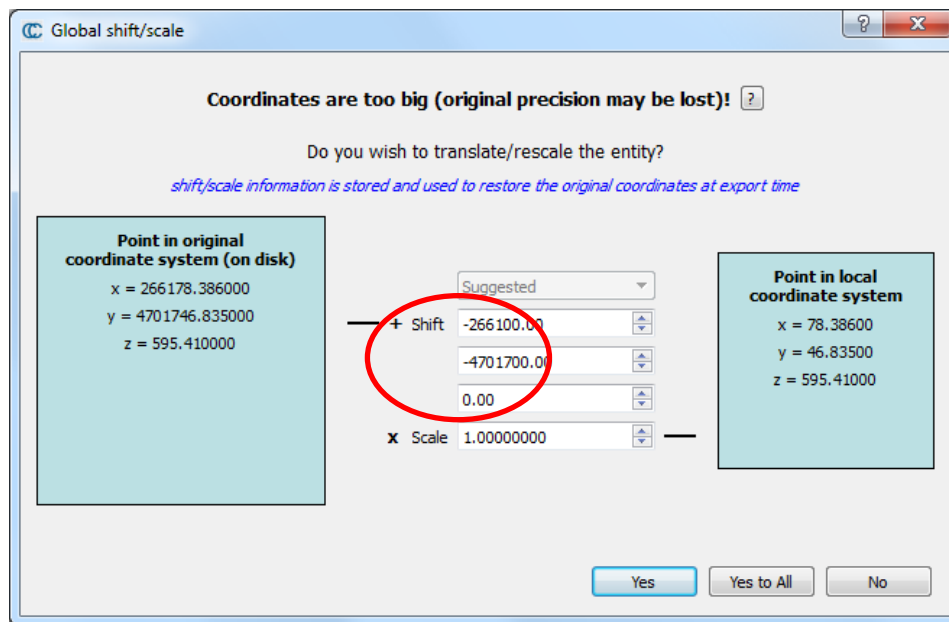 Global shift/scale
Coordinates are too big (original precision may be lost)! ?
Do you wish to translate/rescale the entity?
shift/scale information is stored and used to restore the original coordinates at export time
Point in original
coordinate system (on disk)
x = 266178.386000
y = 4701746.835000
z = 595.410000
Suggested
+ Shift -266100.00
-4701700.00
0.00
x Scale 1.00000000
Point in local
coordinate system
x = 78.38600
y = 46.83500
z = 595.41000
Yes
Yes to All
No